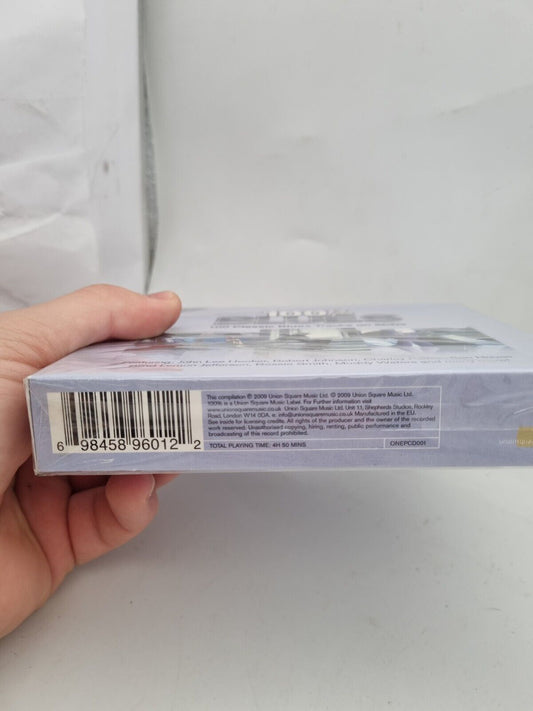 100%
BLUES
100 Classic Blues
featuring John Lee Hooker, Robert Johnson, Charley
Blind Lemon Jefferson, Bessie Smith, Muddy
This compilation ℗ 2009 Union Square Music Ltd. © 2009 Union Square Music Ltd.
100% is a Union Square Music Label. For Further information visit
www.unionsquaremusic.co.uk Union Square Music Ltd. Unit 11, Shepherds Studios, Rockley
Road, London W14 0DA. e. info@unionsquaremusic.co.uk Manufactured in the EU.
See inside for licensing credits. All rights of the producer and the owner of the recorded
work reserved. Unauthorised copying, hiring, renting, public performance and
broadcasting of this record prohibited.
TOTAL PLAYING TIME: 4H 50 MINS
ONEPCD001
6 98458 96012 2